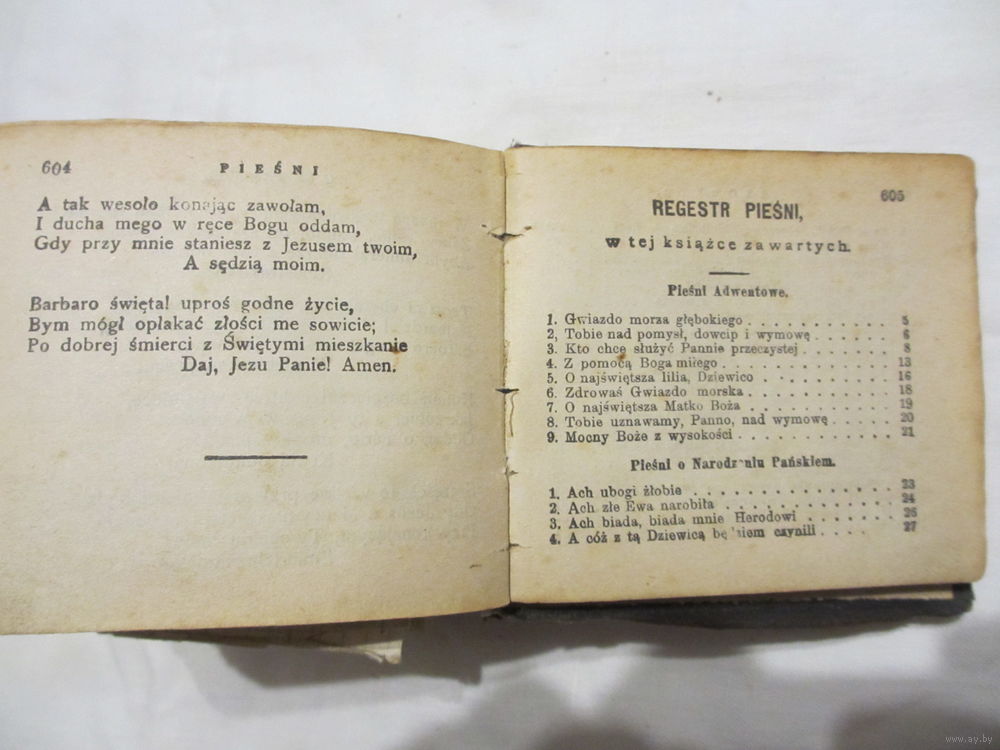 604 PIEŚNI
A tak wesoło konając zawołam,
I ducha mego w ręce Bogu oddam,
Gdy przy mnie staniesz z Jezusem twoim,
A sędzią moim.
Barbaro święta! uproś godne życie,
Bym mógł opłakać złości me sowicie;
Po dobrej śmierci z Świętymi mieszkanie
Daj, Jezu Panie! Amen.
605
REGESTR PIEŚNI,
w tej książce zawartych.
Pieśni Adwentowe.
1. Gwiazdo morza głębokiego . . . . . . . . . . . 5
2, Tobie nad pomysł, dowcip i wymowę . . . . . . 6
3. Kto chce służyć Pannie przeczystej . . . . . . . 8
4. Z pomocą Boga miłego . . . . . . . . . . . . . 13
5. O najświętsza lilia, Dziewico . . . . . . . . . . 16
6. Zdrowaś Gwiazdo morska . . . . . . . . . . . . 18
7. O najświętsza Matko Boża . . . . . . . . . . . 19
8. Tobie uznawamy, Panno, nad wymowę . . . . . 20
9. Mocny Boże z wysokości . . . . . . . . . . . . 21
Pieśni o Narodzeniu Pańskiem.
1. Ach ubogi żłobie . . . . . . . . . . . . . . . 23
2. Ach złe Ewa narobiła . . . . . . . . . . . . . 24
3. Ach biada, biada mnie Herodowi . . . . . . . 26
4. A cóż z tą Dziewicą będziem czynili . . . . 27
www.ay.by